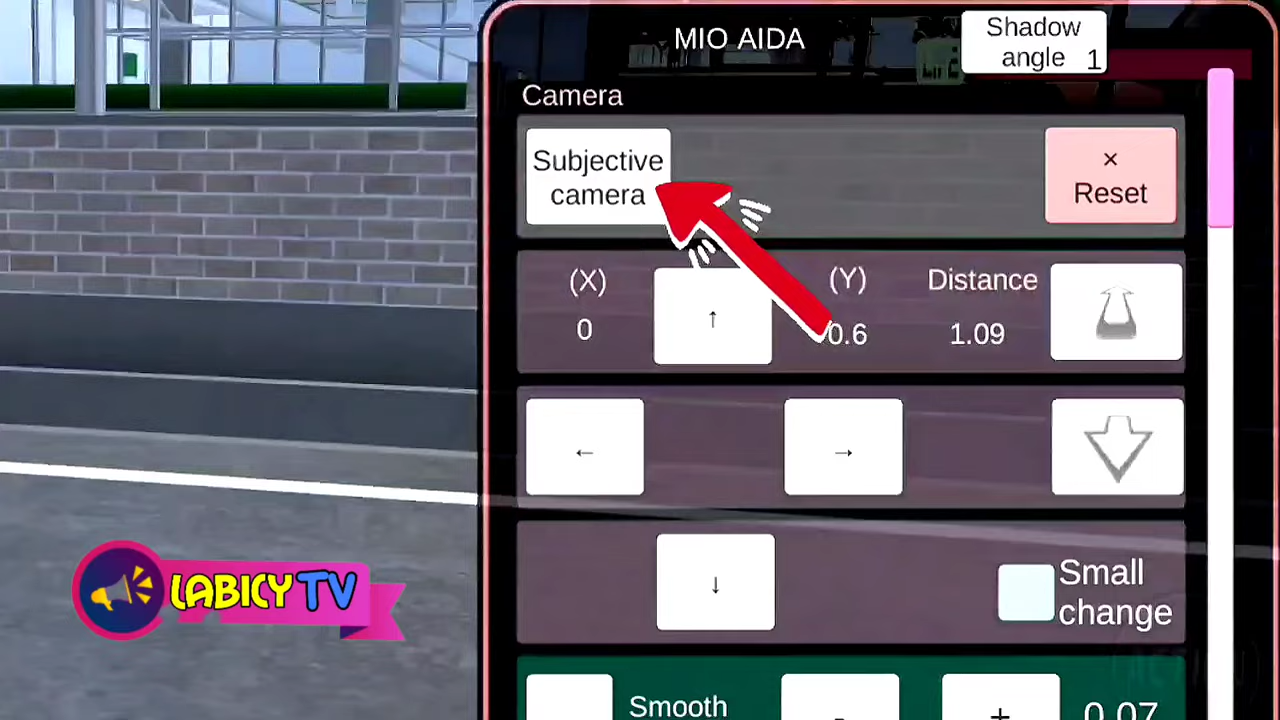 MIO AIDA
Shadow
angle 1
Camera
Subjective
camera
×
Reset
(X)
↑
(Y)
Distance
0
0.6
1.09
←
→
↓
Small
change
LABICY TV
Smooth
-
+
0.07